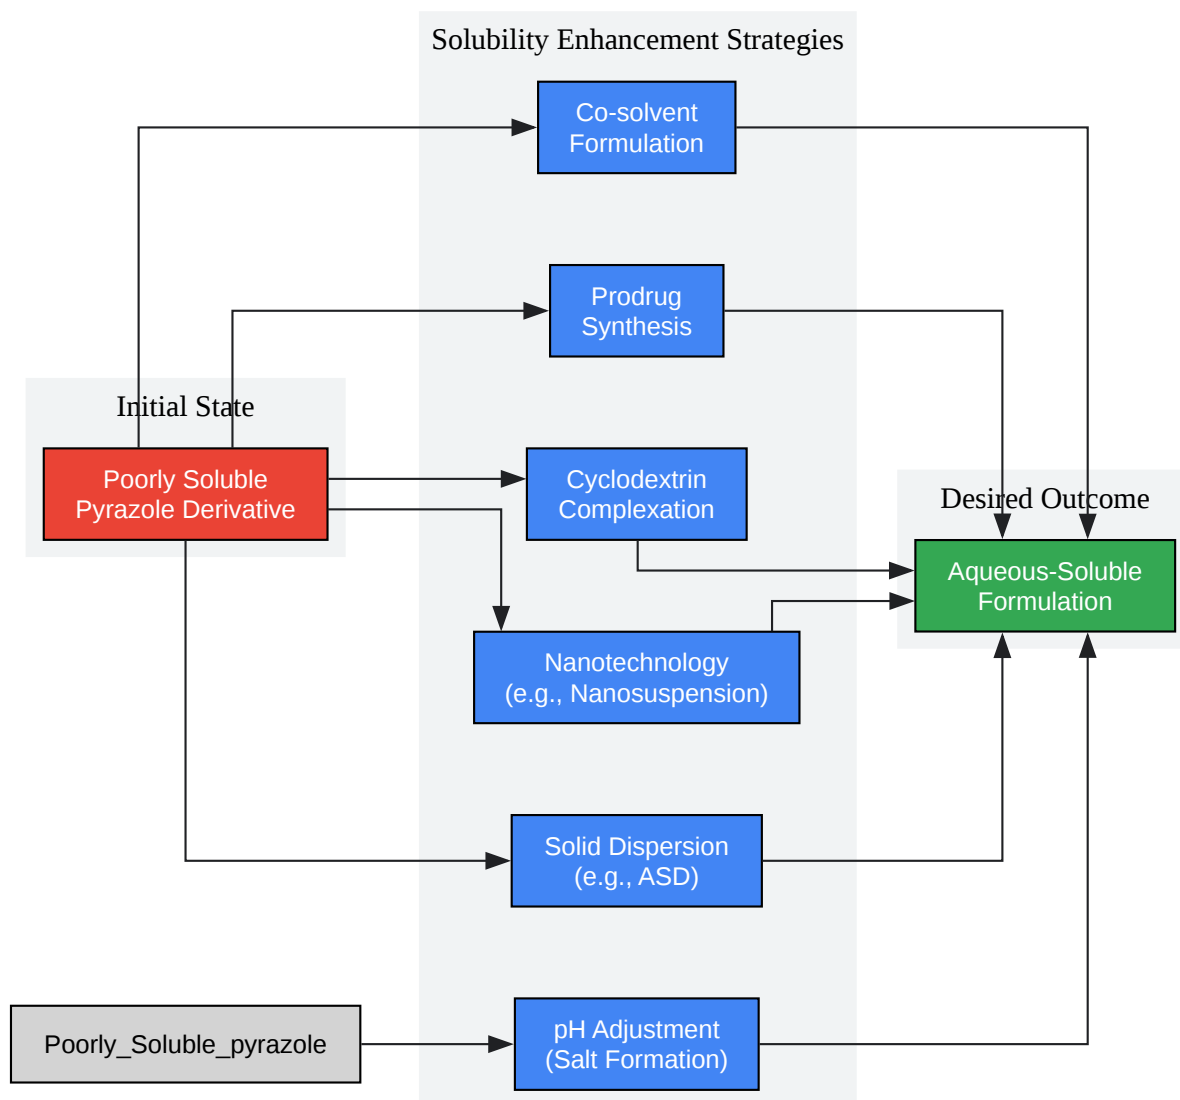 Solubility Enhancement Strategies
Co-solvent
Formulation
Prodrug
Synthesis
Initial State
Poorly Soluble
Pyrazole Derivative
Cyclodextrin
Complexation
Desired Outcome
Aqueous-Soluble
Formulation
Nanotechnology
(e.g., Nanosuspension)
Solid Dispersion
(e.g., ASD)
Poorly_Soluble_pyrazole
pH Adjustment
(Salt Formation)